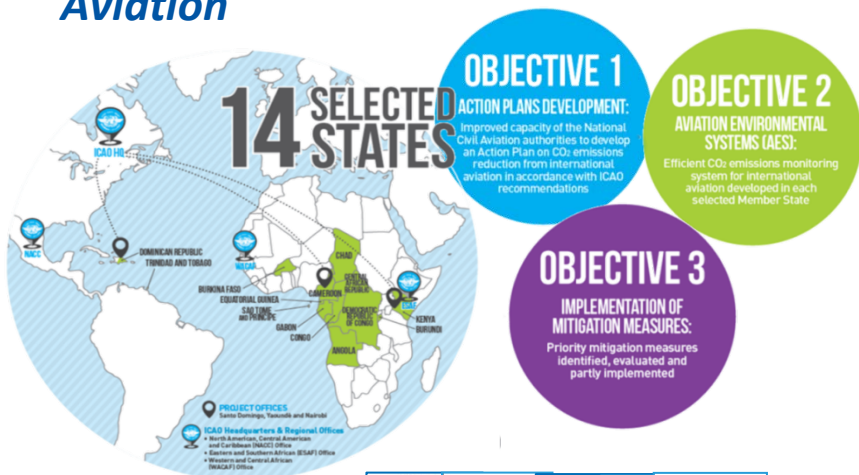 Aviation
14 SELECTED
STATES
OBJECTIVE 1
ACTION PLANS DEVELOPMENT:
Improved capacity of the National
Civil Aviation authorities to develop
an Action Plan on CO₂ emissions
reduction from international
aviation in accordance with ICAO
recommendations
OBJECTIVE 2
AVIATION ENVIRONMENTAL
SYSTEMS (AES):
Efficient CO₂ emissions monitoring
system for international
aviation developed in each
selected Member State
OBJECTIVE 3
IMPLEMENTATION OF
MITIGATION MEASURES:
Priority mitigation measures
identified, evaluated and
partly implemented
ICAO HQ
NACC
DOMINICAN REPUBLIC
TRINIDAD AND TOBAGO
WACAF
BURKINA FASO
EQUATORIAL GUINEA
SAO TOME
AND PRINCIPE
GABON
CONGO
CHAD
CENTRAL
AFRICAN
REPUBLIC
CAMEROON
DEMOCRATIC
REPUBLIC
OF CONGO
ANGOLA
KENYA
BURUNDI
PROJECT OFFICES
Santo Domingo, Yaoundé and Nairobi
ICAO Headquarters & Regional Offices
• North American, Central American
and Caribbean (NACC) Office
• Eastern and Southern African (ESAF) Office
• Western and Central African
(WACAF) Office